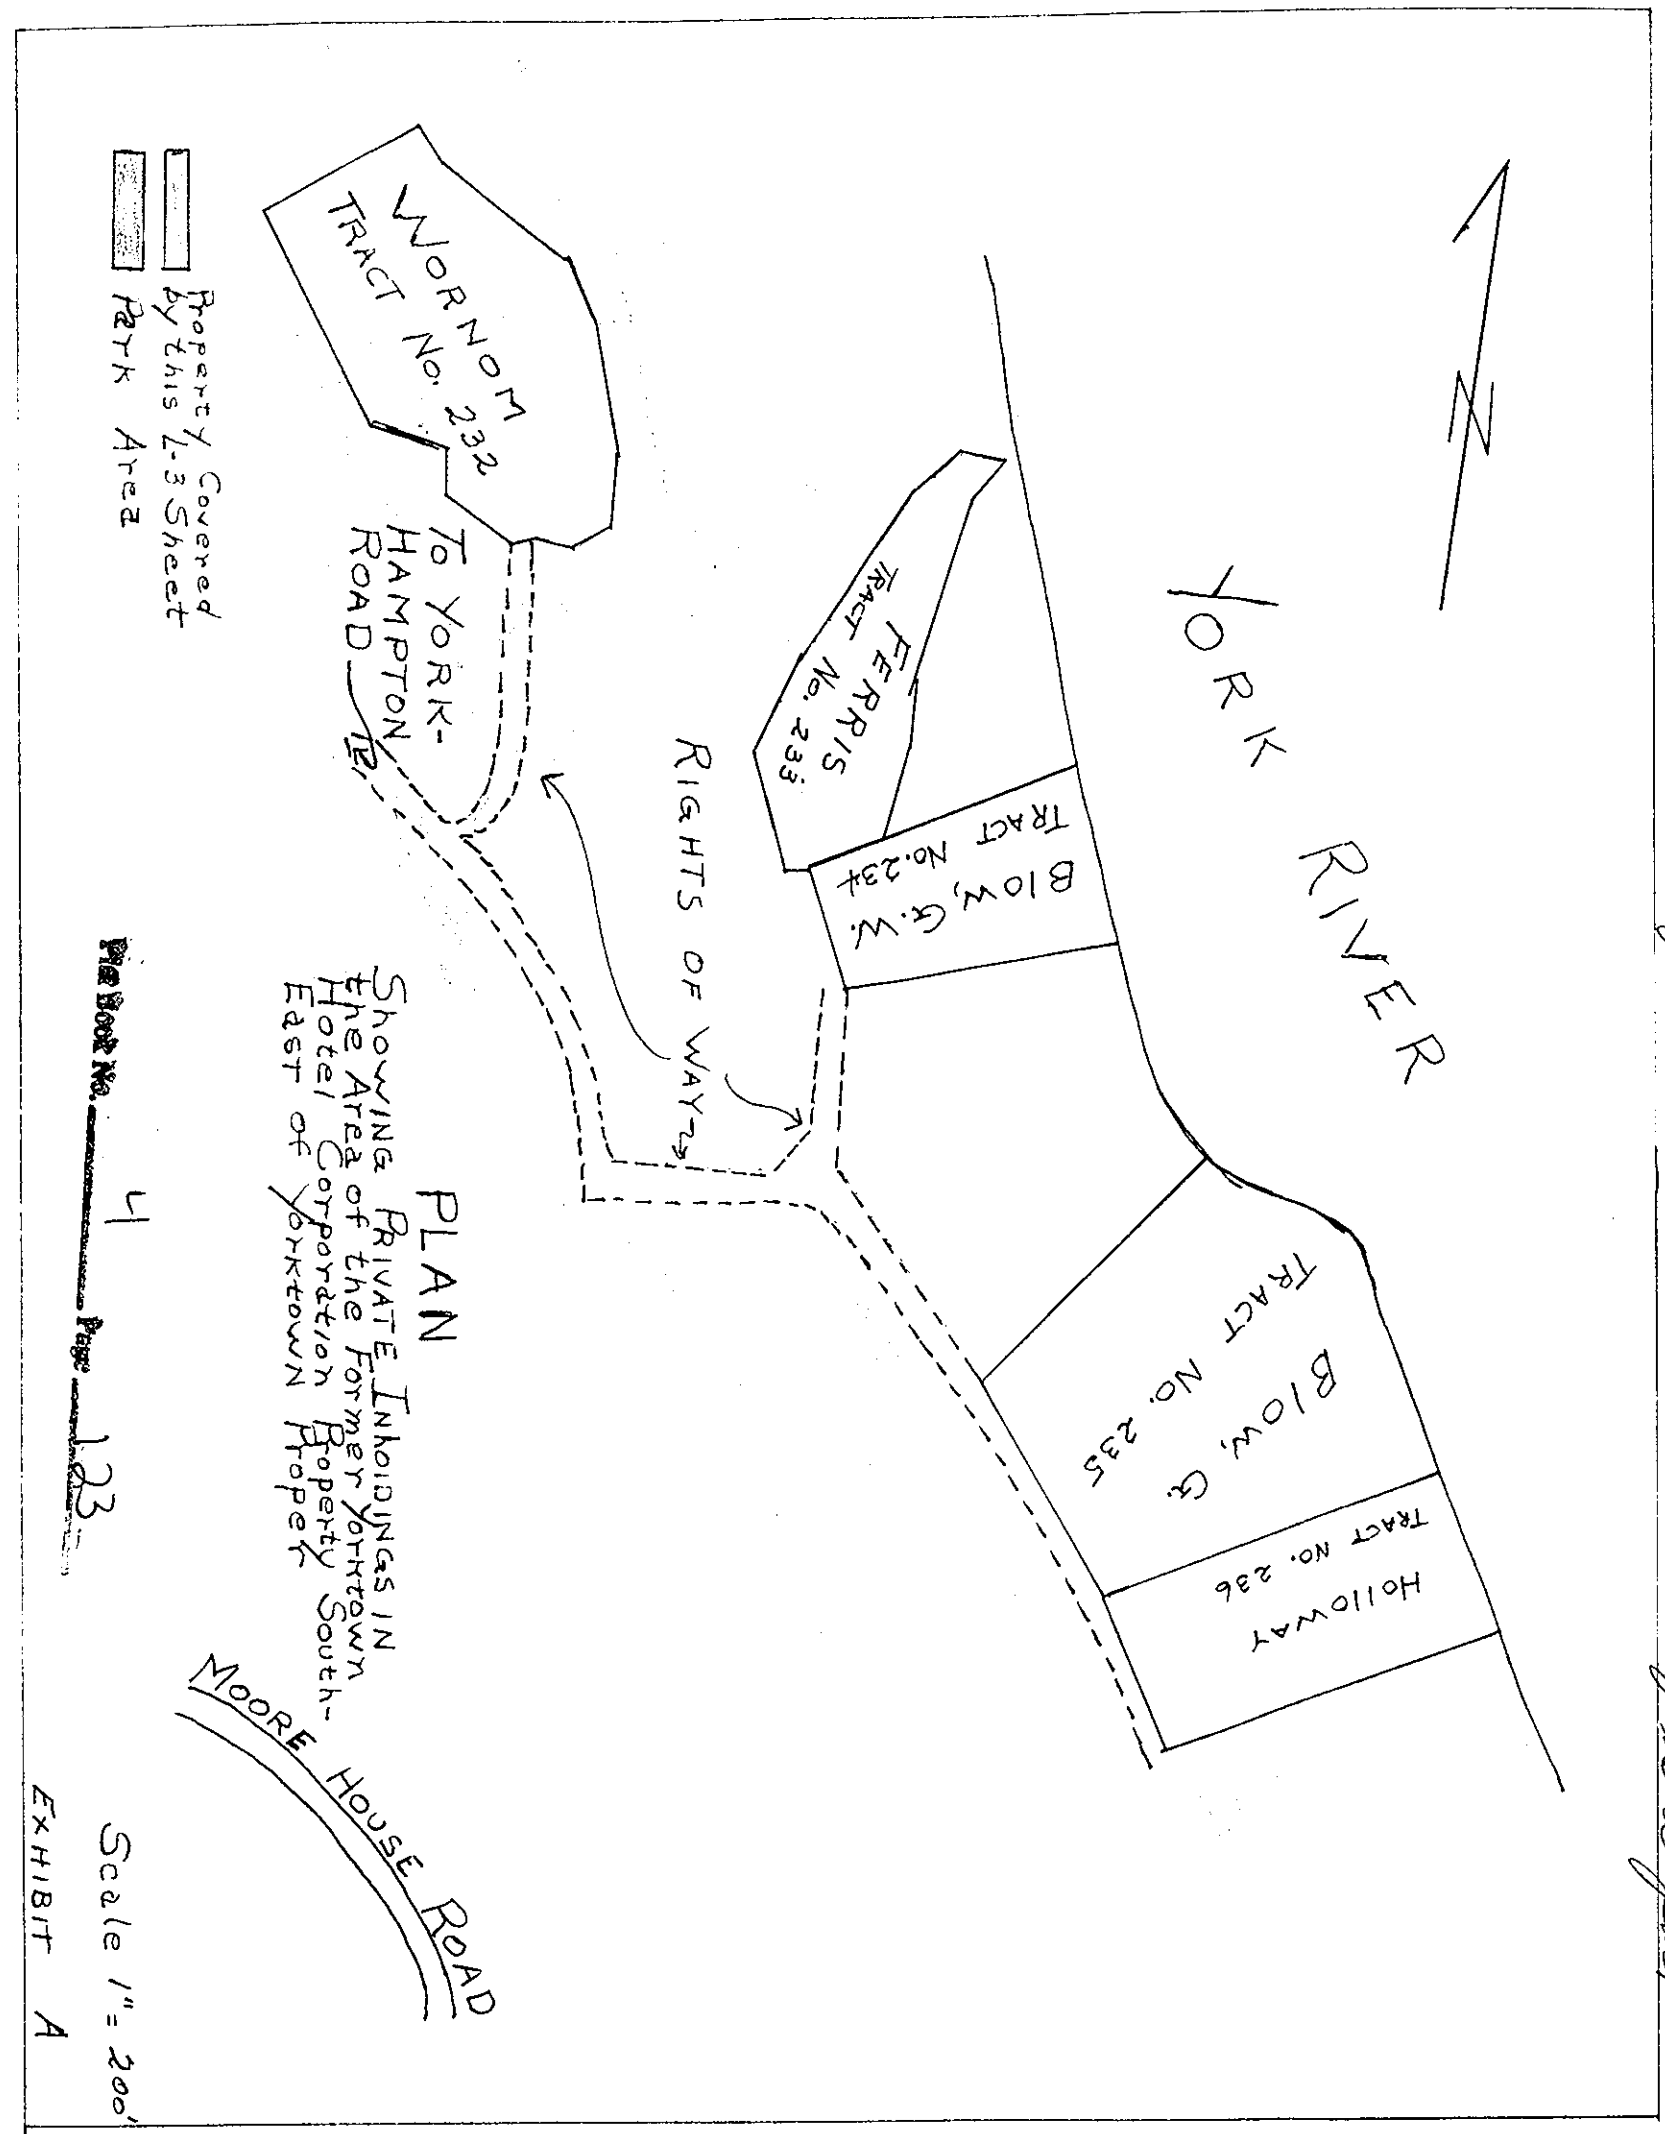 N
YORK RIVER
WORNOM
TRACT No. 232
FERRIS
TRACT No. 233
Blow, G.W.
TRACT No. 234
Blow, G.
TRACT No. 235
Holloway
TRACT No. 236
To YORK-
HAMPTON
ROAD
RIGHTS OF WAY
PLAN
Showing Private Inholdings in
the Area of the Former Yorktown
Hotel Corporation Property South-
East of Yorktown Proper
Property Covered
by this L-3 Sheet
Park Area
MOORE HOUSE ROAD
Plat Book No. 4 Page 123
Scale 1" = 200'
EXHIBIT A